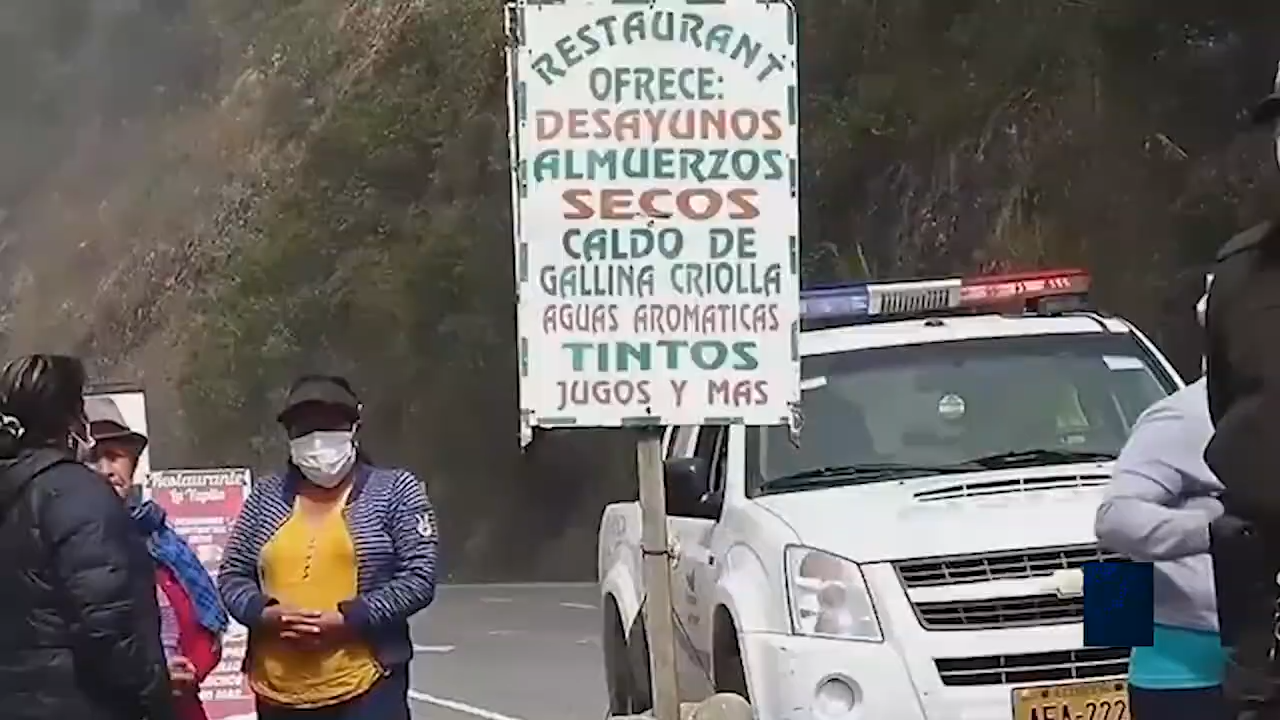 RESTAURANT
OFRECE:
DESAYUNOS
ALMUERZOS
SECOS
CALDO DE
GALLINA CRIOLLA
AGUAS AROMATICAS
TINTOS
JUGOS Y MAS
Restaurante